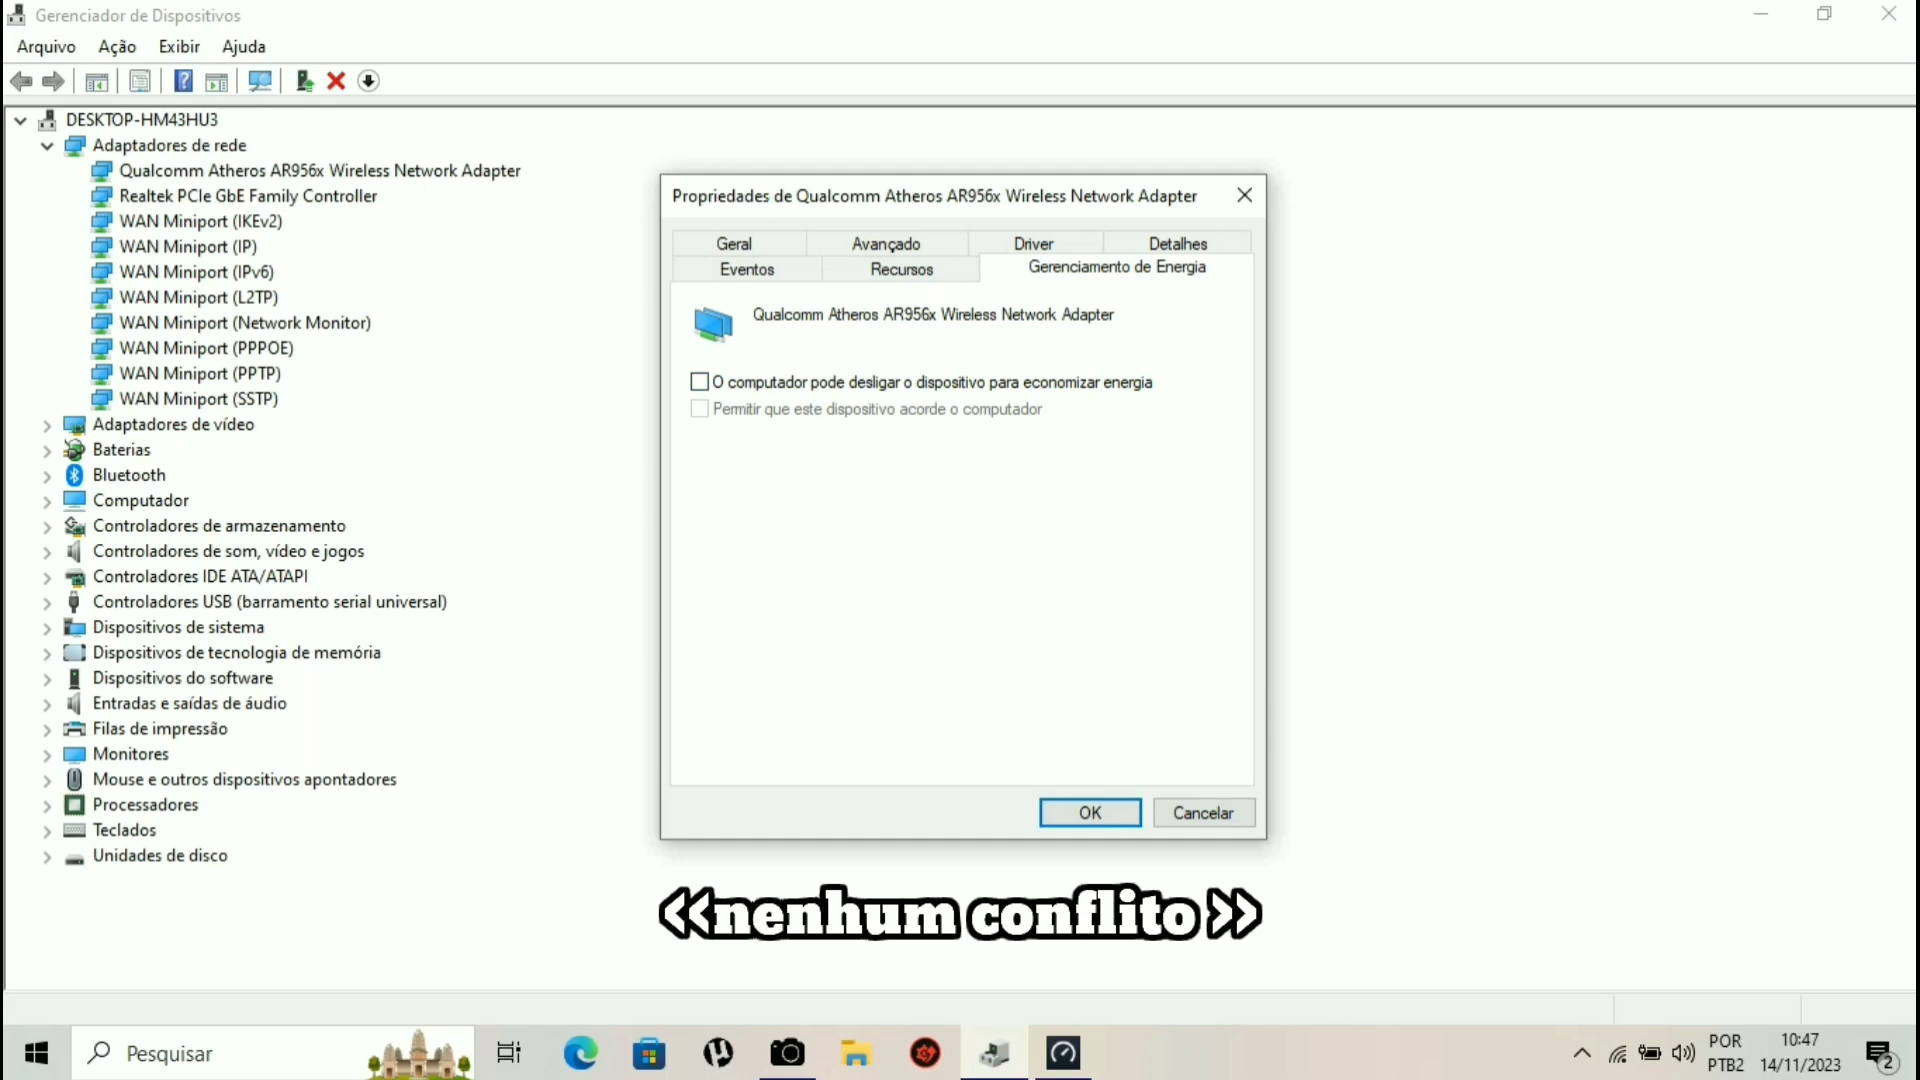 Gerenciador de Dispositivos
Arquivo Ação Exibir Ajuda
DESKTOP-HM43HU3
Adaptadores de rede
Qualcomm Atheros AR956x Wireless Network Adapter
Realtek PCIe GbE Family Controller
WAN Miniport (IKEv2)
WAN Miniport (IP)
WAN Miniport (IPv6)
WAN Miniport (L2TP)
WAN Miniport (Network Monitor)
WAN Miniport (PPPOE)
WAN Miniport (PPTP)
WAN Miniport (SSTP)
Adaptadores de vídeo
Baterias
Bluetooth
Computador
Controladores de armazenamento
Controladores de som, vídeo e jogos
Controladores IDE ATA/ATAPI
Controladores USB (barramento serial universal)
Dispositivos de sistema
Dispositivos de tecnologia de memória
Dispositivos do software
Entradas e saídas de áudio
Filas de impressão
Monitores
Mouse e outros dispositivos apontadores
Processadores
Teclados
Unidades de disco
Propriedades de Qualcomm Atheros AR956x Wireless Network Adapter
Geral Avançado Driver Detalhes
Eventos Recursos Gerenciamento de Energia
Qualcomm Atheros AR956x Wireless Network Adapter
O computador pode desligar o dispositivo para economizar energia
Permitir que este dispositivo acorde o computador
OK Cancelar
<<nenhum conflito>>
Pesquisar
POR
PTB2
10:47
14/11/2023
2